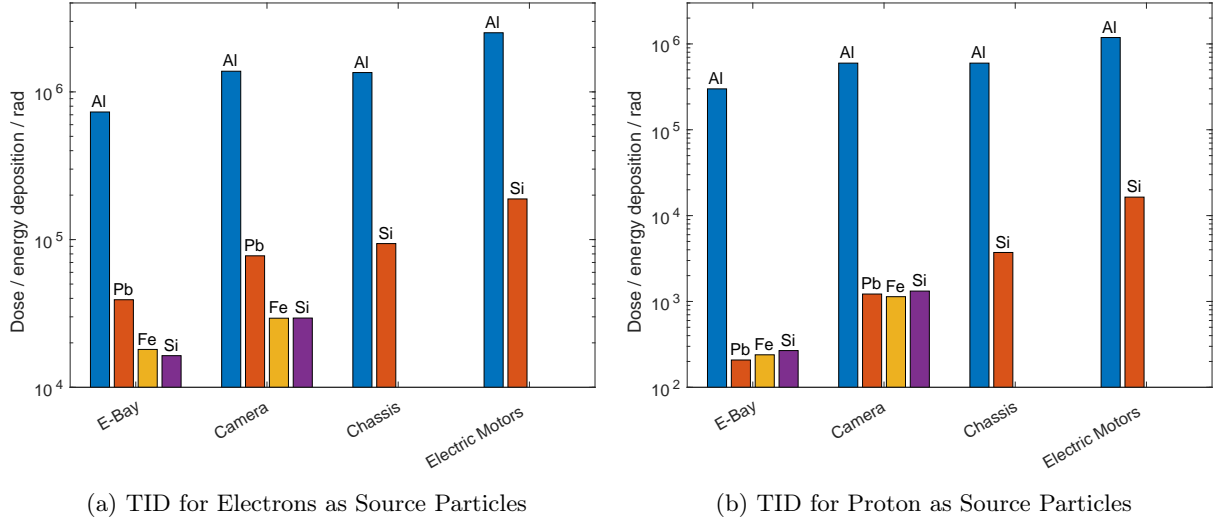 Dose / energy deposition / rad
10^6
10^5
10^4
Al
Pb
Fe
Si
Al
Pb
Fe
Si
Al
Si
Al
Si
E-Bay
Camera
Chassis
Electric Motors
(a) TID for Electrons as Source Particles
Dose / energy deposition / rad
10^6
10^5
10^4
10^3
10^2
Al
Pb
Fe
Si
Al
Pb
Fe
Si
Al
Si
Al
Si
E-Bay
Camera
Chassis
Electric Motors
(b) TID for Proton as Source Particles